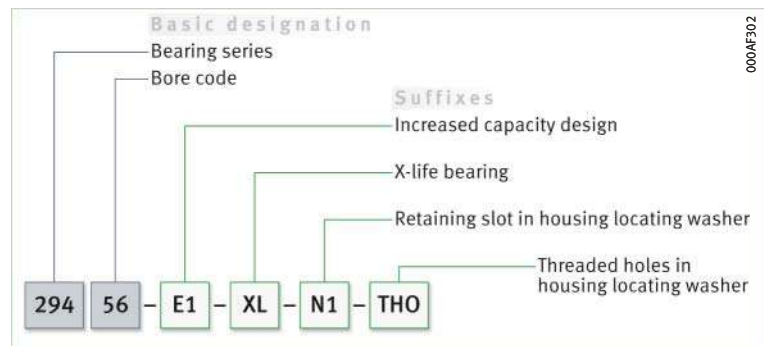 Basic designation
Bearing series
Bore code
Suffixes
Increased capacity design
X-life bearing
Retaining slot in housing locating washer
Threaded holes in
housing locating washer
294 56 – E1 – XL – N1 – THO
000AF302